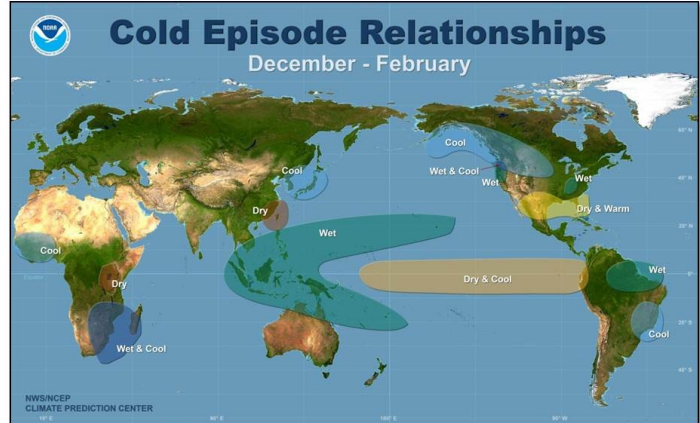 NOAA
Cold Episode Relationships
December - February
Cool
Cool
Wet & Cool
Wet
Wet
Dry
Dry & Warm
Wet
Cool
Wet
Dry & Cool
Dry
Cool
Wet & Cool
NWS/NCEP
CLIMATE PREDICTION CENTER